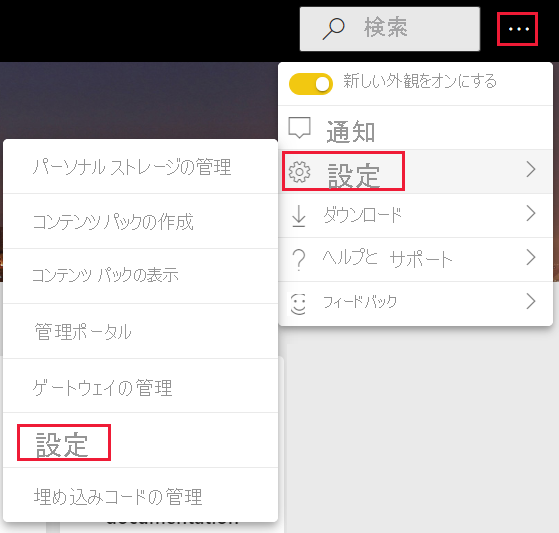 検索
新しい外観をオンにする
通知
設定
ダウンロード
ヘルプと サポート
フィードバック
パーソナル ストレージの管理
コンテンツ パックの作成
コンテンツ パックの表示
管理ポータル
ゲートウェイの管理
設定
埋め込みコードの管理
documentation